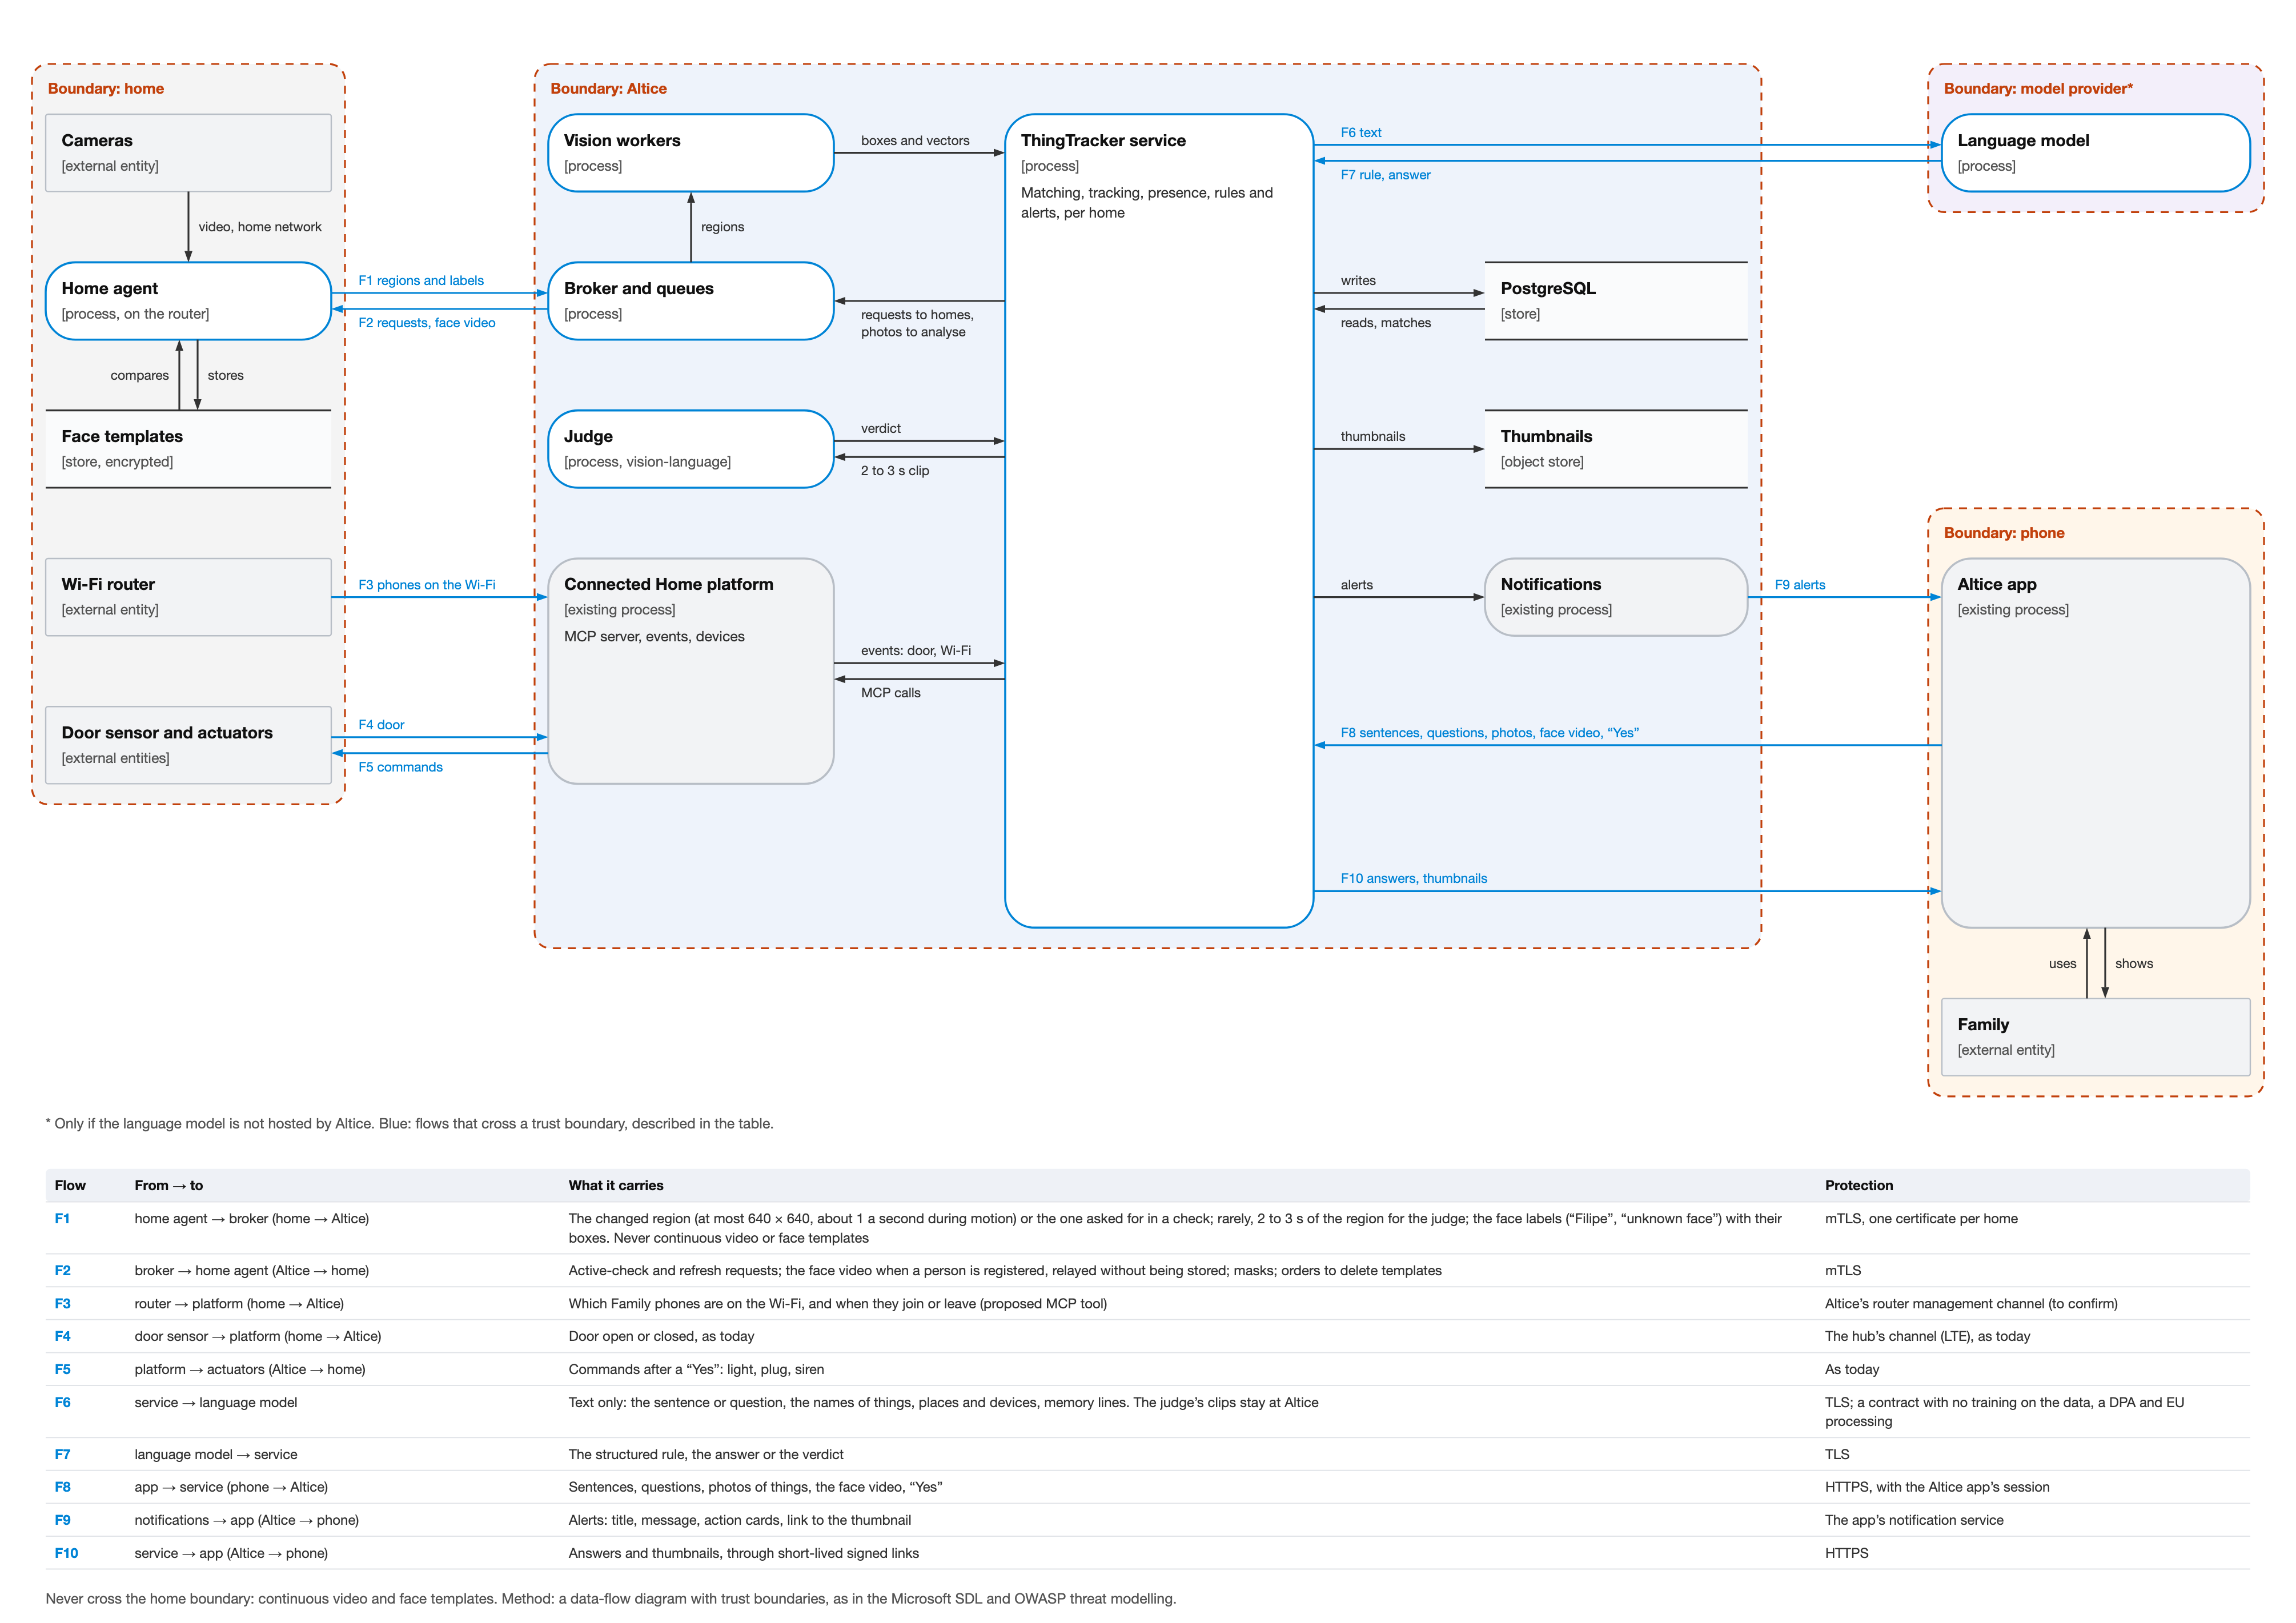 Boundary: home
Boundary: Altice
Boundary: model provider*
Cameras
[external entity]
Vision workers
[process]
boxes and vectors
ThingTracker service
[process]
Matching, tracking, presence, rules and
alerts, per home
F6 text
F7 rule, answer
Language model
[process]
video, home network
regions
Home agent
[process, on the router]
F1 regions and labels
F2 requests, face video
Broker and queues
[process]
requests to homes,
photos to analyse
writes
reads, matches
PostgreSQL
[store]
compares
stores
Face templates
[store, encrypted]
Judge
[process, vision-language]
verdict
2 to 3 s clip
thumbnails
Thumbnails
[object store]
Boundary: phone
Wi-Fi router
[external entity]
F3 phones on the Wi-Fi
Connected Home platform
[existing process]
MCP server, events, devices
alerts
Notifications
[existing process]
F9 alerts
Altice app
[existing process]
events: door, Wi-Fi
MCP calls
Door sensor and actuators
[external entities]
F4 door
F5 commands
F8 sentences, questions, photos, face video, “Yes”
F10 answers, thumbnails
uses
shows
Family
[external entity]
* Only if the language model is not hosted by Altice. Blue: flows that cross a trust boundary, described in the table.
Flow From → to What it carries Protection
F1 home agent → broker (home → Altice) The changed region (at most 640 × 640, about 1 a second during motion) or the one asked for in a check; rarely, 2 to 3 s of the region for the judge; the face labels (“Filipe”, “unknown face”) with their mTLS, one certificate per home
boxes. Never continuous video or face templates
F2 broker → home agent (Altice → home) Active-check and refresh requests; the face video when a person is registered, relayed without being stored; masks; orders to delete templates mTLS
F3 router → platform (home → Altice) Which Family phones are on the Wi-Fi, and when they join or leave (proposed MCP tool) Altice’s router management channel (to confirm)
F4 door sensor → platform (home → Altice) Door open or closed, as today The hub’s channel (LTE), as today
F5 platform → actuators (Altice → home) Commands after a “Yes”: light, plug, siren As today
F6 service → language model Text only: the sentence or question, the names of things, places and devices, memory lines. The judge’s clips stay at Altice TLS; a contract with no training on the data, a DPA and EU
processing
F7 language model → service The structured rule, the answer or the verdict TLS
F8 app → service (phone → Altice) Sentences, questions, photos of things, the face video, “Yes” HTTPS, with the Altice app’s session
F9 notifications → app (Altice → phone) Alerts: title, message, action cards, link to the thumbnail The app’s notification service
F10 service → app (Altice → phone) Answers and thumbnails, through short-lived signed links HTTPS
Never cross the home boundary: continuous video and face templates. Method: a data-flow diagram with trust boundaries, as in the Microsoft SDL and OWASP threat modelling.